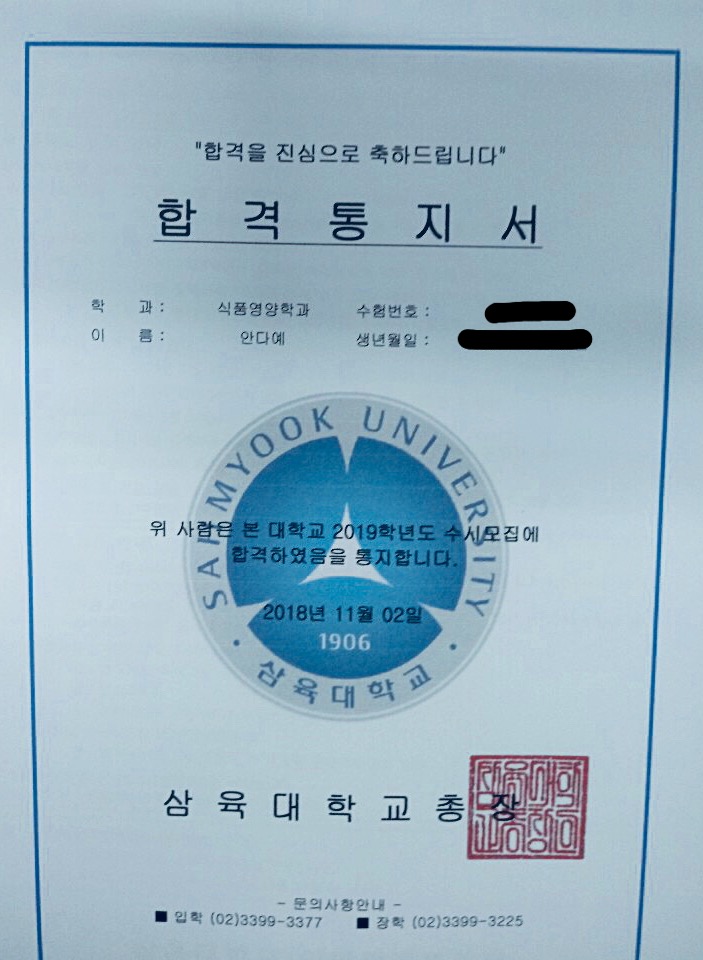 "합격을 진심으로 축하드립니다"
합 격 통 지 서
학 과 : 식품영양학과 수험번호 :
이 름 : 안다예 생년월일 :
SAHMYOOK UNIVERSITY
위 사람은 본 대학교 2019학년도 수시모집에
합격하였음을 통지합니다.
2018년 11월 02일
1906
삼육대학교
삼 육 대 학 교 총 장
- 문의사항안내 -
■ 입학 (02)3399-3377 ■ 장학 (02)3399-3225